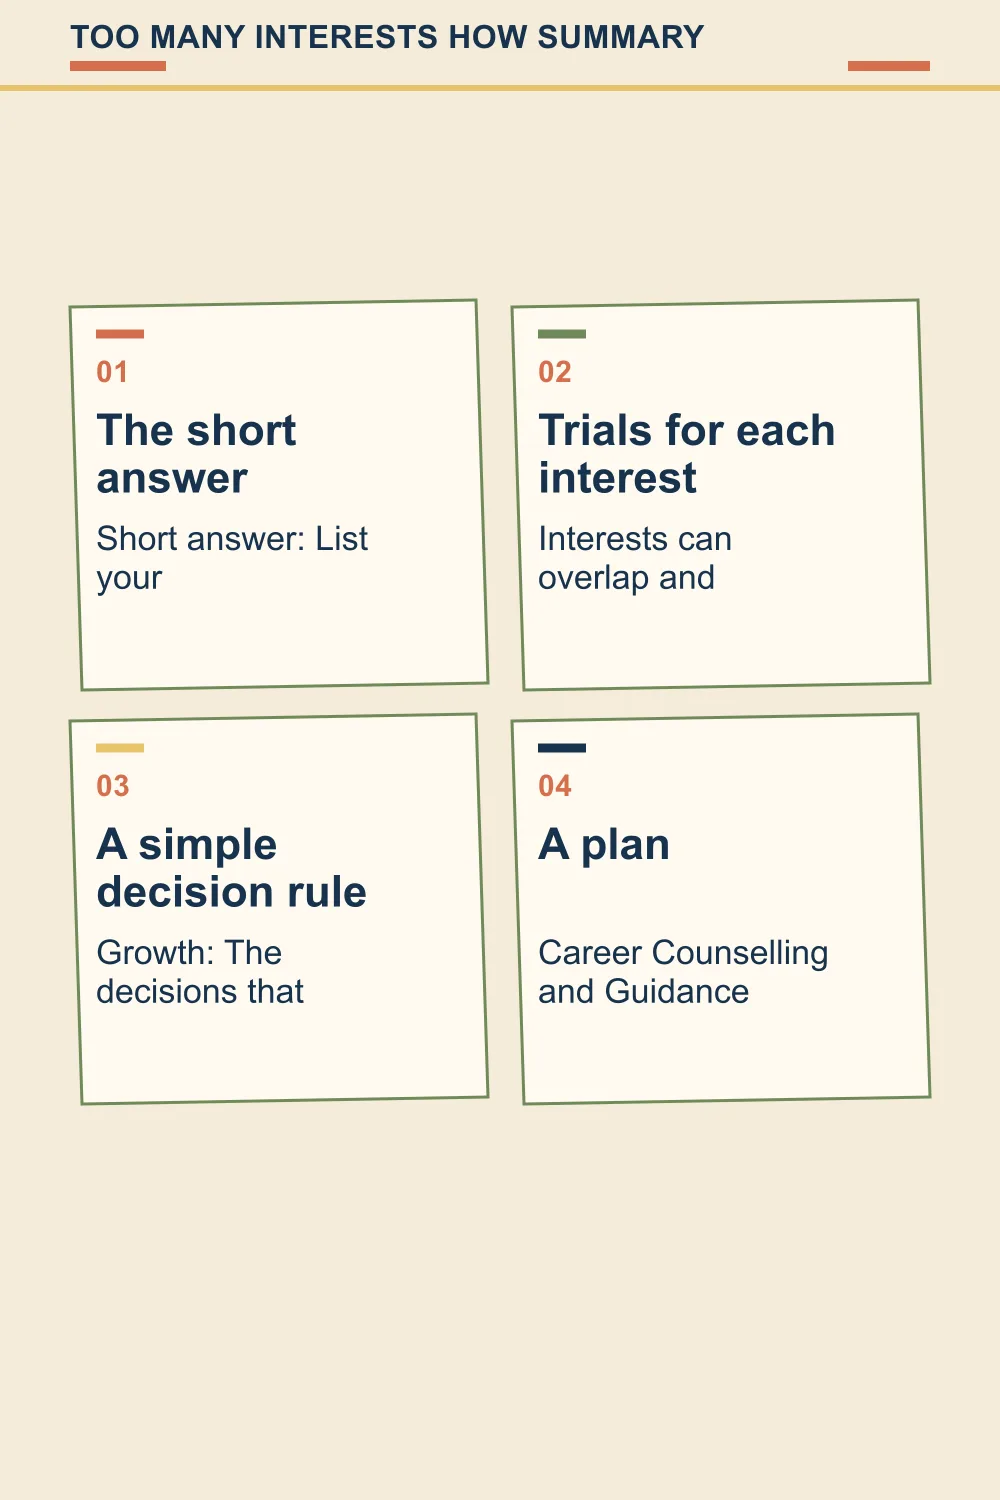 TOO MANY INTERESTS HOW SUMMARY
01
The short
answer
Short answer: List
your
02
Trials for each
interest
Interests can
overlap and
03
A simple
decision rule
Growth: The
decisions that
04
A plan
Career Counselling
and Guidance